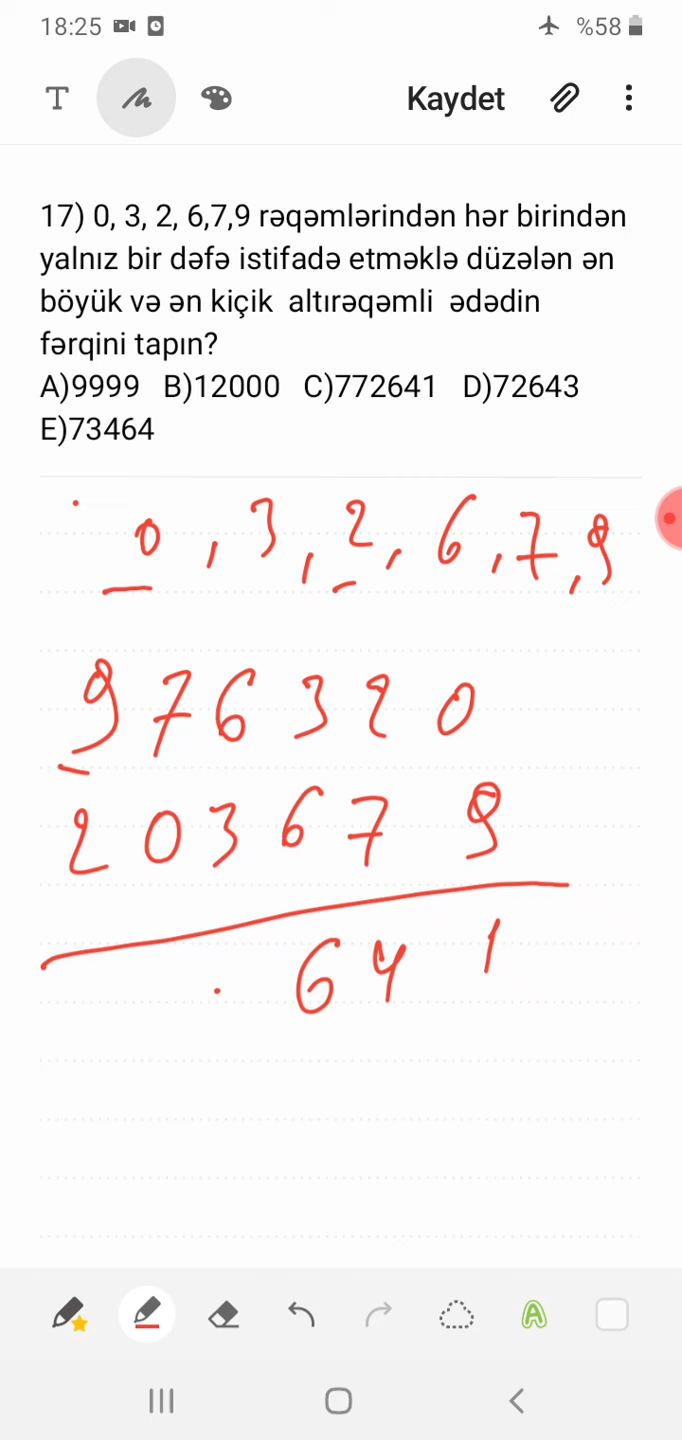 18:25 %58
T Kaydet
17) 0, 3, 2, 6,7,9 rəqəmlərindən hər birindən
yalnız bir dəfə istifadə etməklə düzələn ən
böyük və ən kiçik altırəqəmli ədədin
fərqini tapın?
A)9999 B)12000 C)772641 D)72643
E)73464
0, 3, 2, 6, 7, 9
976320
203679
641
A